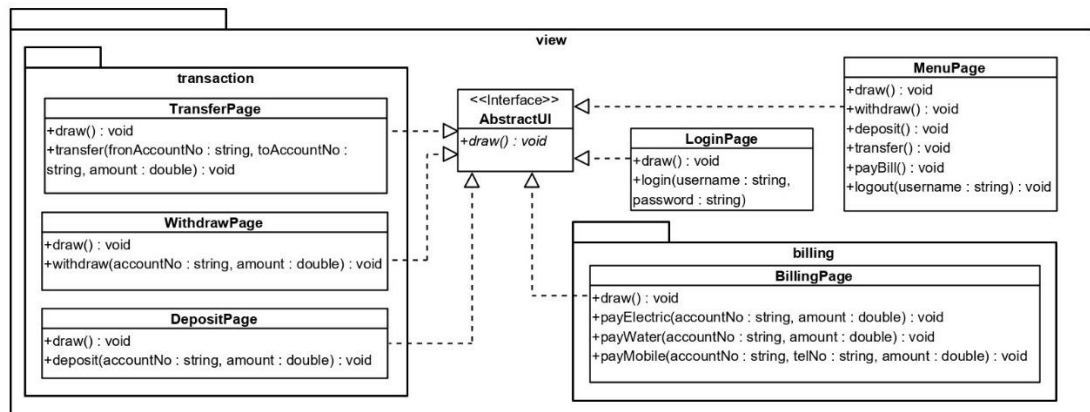 view
transaction
TransferPage
+draw() : void
+transfer(fronAccountNo : string, toAccountNo :
string, amount : double) : void
WithdrawPage
+draw() : void
+withdraw(accountNo : string, amount : double) : void
DepositPage
+draw() : void
+deposit(accountNo : string, amount : double) : void
<<Interface>>
AbstractUI
+draw() : void
LoginPage
+draw() : void
+login(username : string,
password : string)
MenuPage
+draw() : void
+withdraw() : void
+deposit() : void
+transfer() : void
+payBill() : void
+logout(username : string) : void
billing
BillingPage
+draw() : void
+payElectric(accountNo : string, amount : double) : void
+payWater(accountNo : string, amount : double) : void
+payMobile(accountNo : string, telNo : string, amount : double) : void